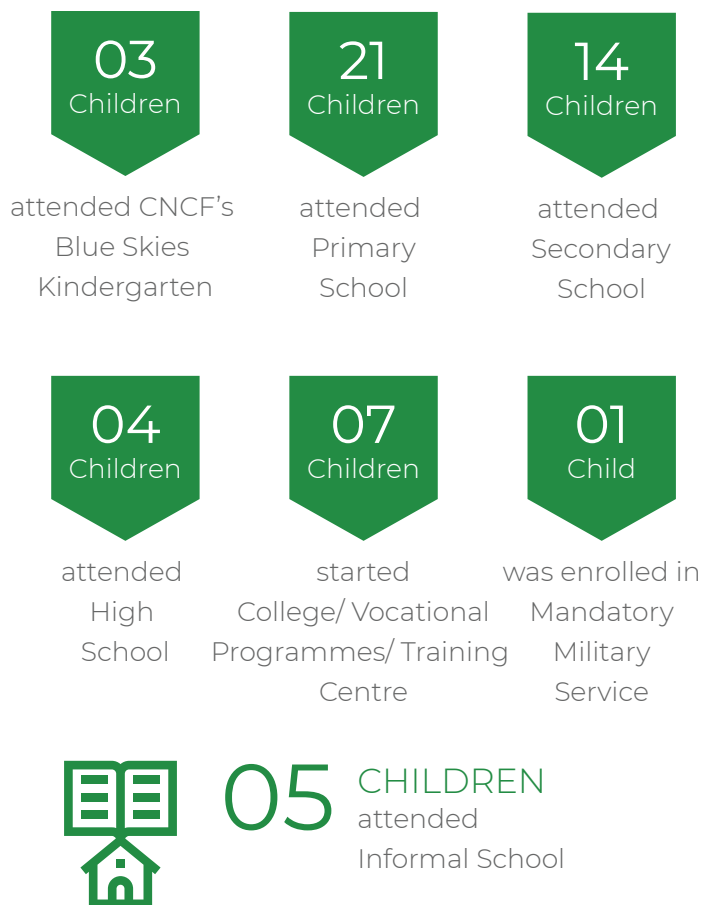 03
Children
attended CNCF’s
Blue Skies
Kindergarten
21
Children
attended
Primary
School
14
Children
attended
Secondary
School
04
Children
attended
High
School
07
Children
started
College/ Vocational
Programmes/ Training
Centre
01
Child
was enrolled in
Mandatory
Military
Service
05
CHILDREN
attended
Informal School